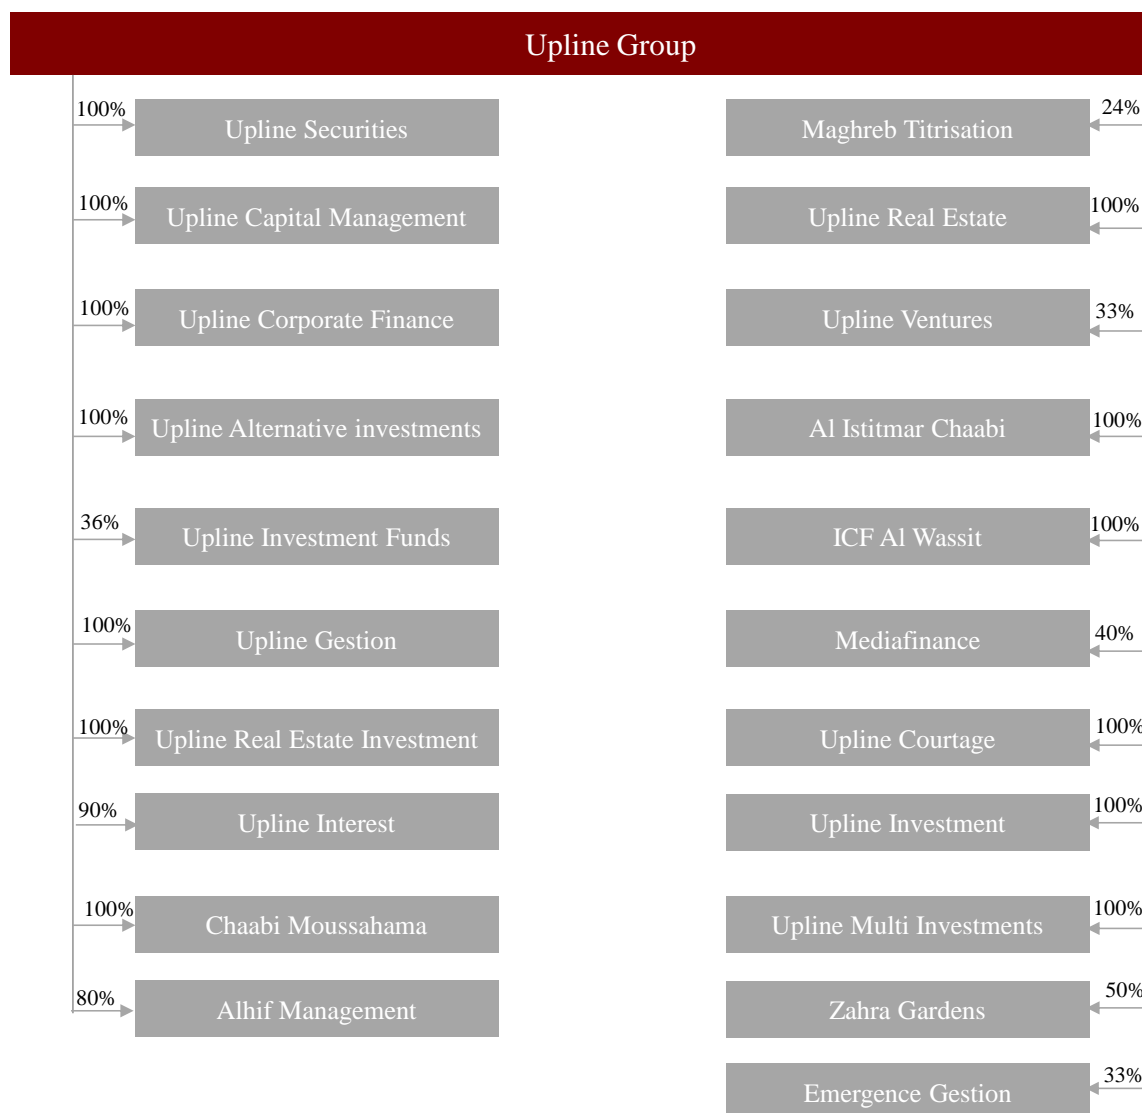 Upline Group
100%
Upline Securities
100%
Upline Capital Management
100%
Upline Corporate Finance
100%
Upline Alternative investments
36%
Upline Investment Funds
100%
Upline Gestion
100%
Upline Real Estate Investment
90%
Upline Interest
100%
Chaabi Moussahama
80%
Alhif Management
24%
Maghreb Titrisation
100%
Upline Real Estate
33%
Upline Ventures
100%
Al Istitmar Chaabi
100%
ICF Al Wassit
40%
Mediafinance
100%
Upline Courtage
100%
Upline Investment
100%
Upline Multi Investments
50%
Zahra Gardens
33%
Emergence Gestion